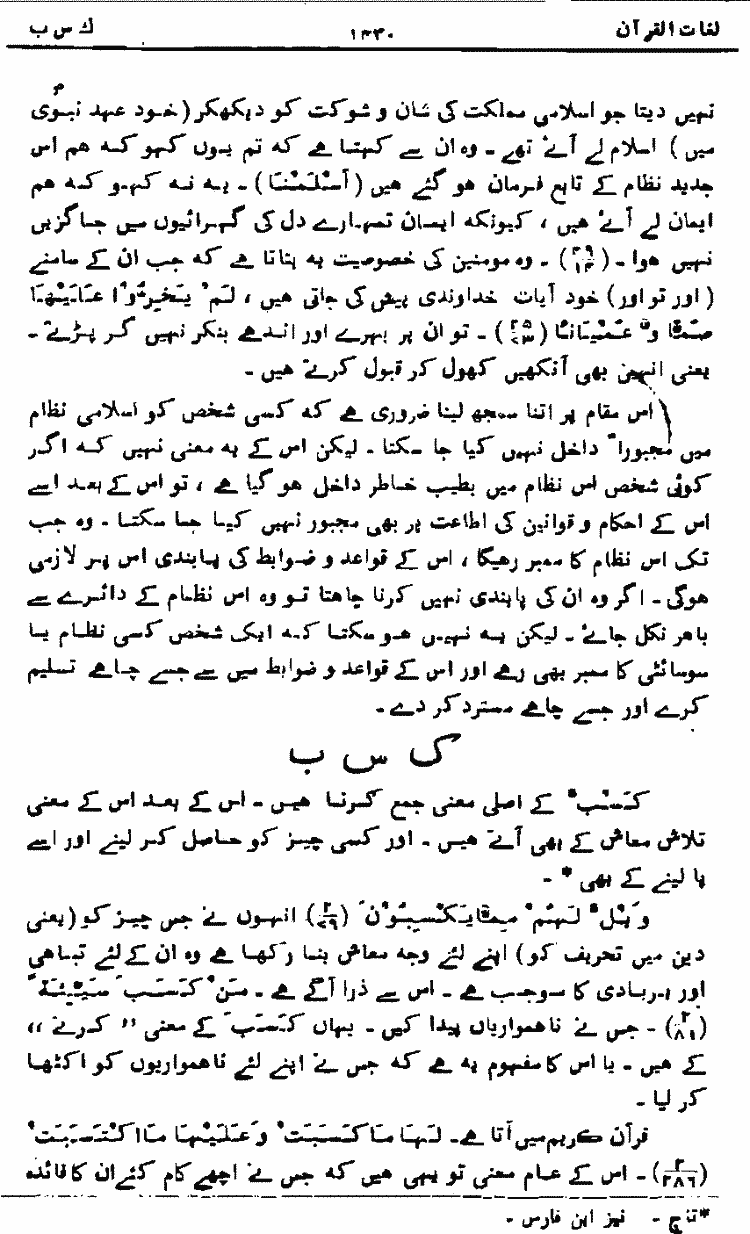 لغات القرآن ۱۴۴۰ ک س ب
نہیں دیتا جو اسلامی مملکت کی شان و شوکت کو دیکھکر (خود عہد نبویؐ
میں) اسلام لے آئے تھے ۔ وہ ان سے کہتا ہے کہ تم یوں کہو کہ ہم اس
جدید نظام کے تابع فرمان ہو گئے ہیں (اَسْلَمْنَا) ۔ یہ نہ کہو کہ ہم
ایمان لے آئے ہیں ، کیونکہ ایمان تمہارے دل کی گہرائیوں میں جاگزیں
نہیں ہوا ۔ (۴۹/۱۴) ۔ وہ مومنین کی خصوصیت یہ بتاتا ہے کہ جب ان کے سامنے
(اور تو اور) خود آیات خداوندی پیش کی جاتی ہیں ، لَمْ یَخِرُّوْا عَلَیْھَا
صُمًّا وَّ عُمْیَانًا (۲۵/۷۳) ۔ تو ان پر بہرے اور اندھے بنکر نہیں گر پڑتے ۔
یعنی انہیں بھی آنکھیں کھول کر قبول کرتے ہیں ۔
اس مقام پر اتنا سمجھ لینا ضروری ہے کہ کسی شخص کو اسلامی نظام
میں مجبوراً داخل نہیں کیا جا سکتا ۔ لیکن اس کے یہ معنی نہیں کہ اگر
کوئی شخص اس نظام میں بطیب خاطر داخل ہو گیا ہے ، تو اس کے بعد اسے
اس کے احکام و قوانین کی اطاعت پر بھی مجبور نہیں کیا جا سکتا ۔ وہ جب
تک اس نظام کا ممبر رہیگا ، اس کے قواعد و ضوابط کی پابندی اس پر لازمی
ہوگی ۔ اگر وہ ان کی پابندی نہیں کرنا چاہتا تو وہ اس نظام کے دائرے سے
باہر نکل جائے ۔ لیکن یہ نہیں ہو سکتا کہ ایک شخص کسی نظام یا
سوسائٹی کا ممبر بھی رہے اور اس کے قواعد و ضوابط میں سے جسے چاہے تسلیم
کرے اور جسے چاہے مسترد کر دے ۔
ک س ب
کَسْبٌ کے اصلی معنی جمع کرنا ہیں ۔ اس کے بعد اس کے معنی
تلاش معاش کے بھی آتے ہیں ۔ اور کسی چیز کو حاصل کر لینے اور اسے
پا لینے کے بھی* ۔
وَیْلٌ لَہُمْ مِمَّا یَکْسِبُوْنَ (۲/۷۹) انہوں نے جس چیز کو (یعنی
دین میں تحریف کو) اپنے لئے وجہ معاش بنا رکھا ہے وہ ان کے لئے تباہی
اور بربادی کا موجب ہے ۔ اس سے ذرا آگے ہے ۔ مَنْ کَسَبَ سَیِّئَۃً
(۲/۸۱) ۔ جس نے ناہمواریاں پیدا کیں ۔ یہاں کَسَبَ کے معنی ”کرنے“
کے ہیں ۔ یا اس کا مفہوم یہ ہے کہ جس نے اپنے لئے ناہمواریوں کو اکٹھا
کر لیا ۔
قرآن کریم میں آتا ہے ۔ لَہَا مَا کَسَبَتْ وَ عَلَیْہَا مَا اکْتَسَبَتْ
(۲/۲۸۶) ۔ اس کے عام معنی تو یہی ہیں کہ جس نے اچھے کام کئے ان کا فائدہ
*تاج ۔ نیز ابن فارس ۔